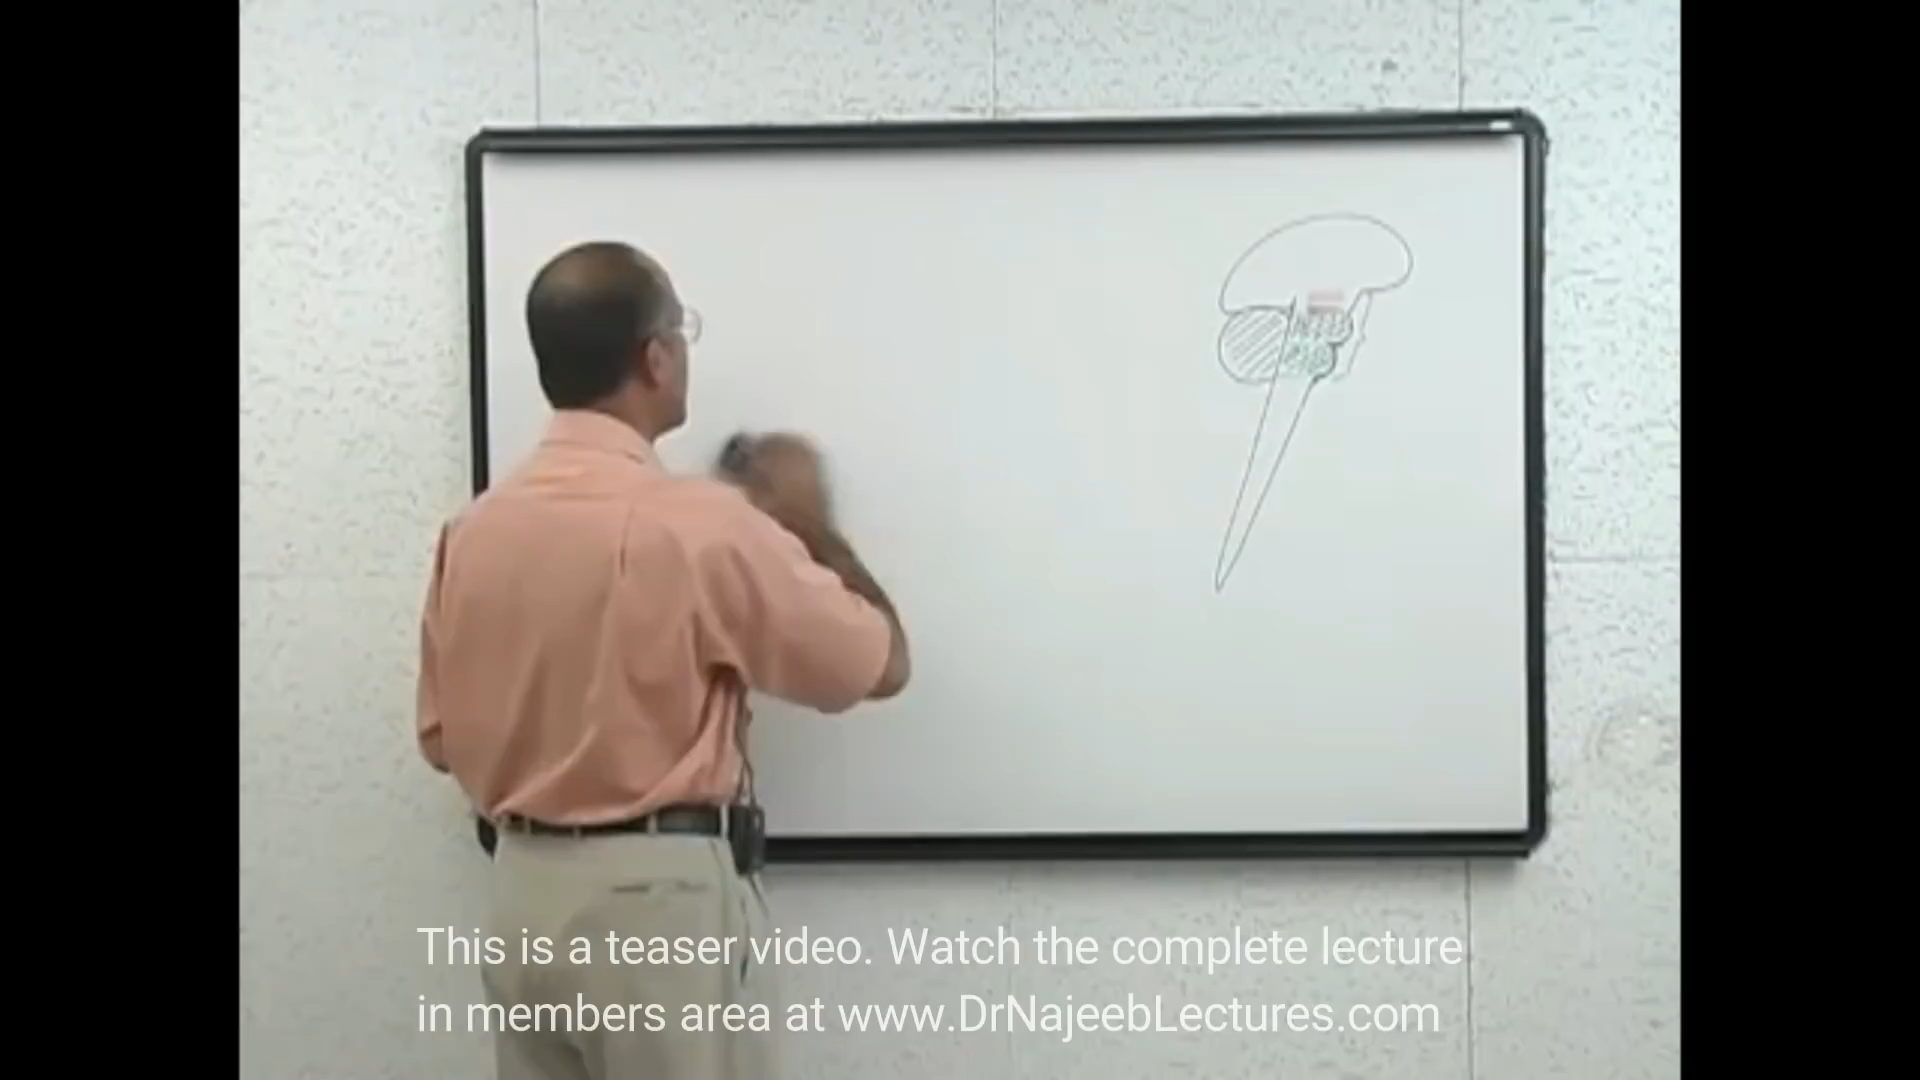 This is a teaser video. Watch the complete lecture
in members area at www.DrNajeebLectures.com